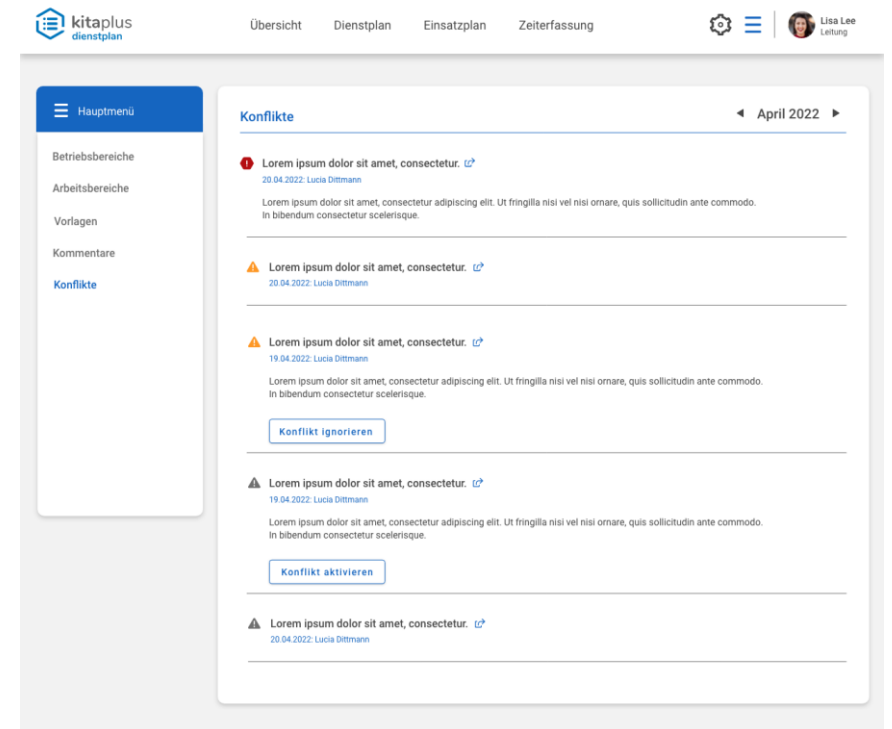 kitaplus
dienstplan
Übersicht Dienstplan Einsatzplan Zeiterfassung
Lisa Lee
Leitung
Hauptmenü
Betriebsbereiche
Arbeitsbereiche
Vorlagen
Kommentare
Konflikte
Konflikte
April 2022
Lorem ipsum dolor sit amet, consectetur.
20.04.2022: Lucia Dittmann
Lorem ipsum dolor sit amet, consectetur adipiscing elit. Ut fringilla nisi vel nisi ornare, quis sollicitudin ante commodo.
In bibendum consectetur scelerisque.
Lorem ipsum dolor sit amet, consectetur.
20.04.2022: Lucia Dittmann
Lorem ipsum dolor sit amet, consectetur.
19.04.2022: Lucia Dittmann
Lorem ipsum dolor sit amet, consectetur adipiscing elit. Ut fringilla nisi vel nisi ornare, quis sollicitudin ante commodo.
In bibendum consectetur scelerisque.
Konflikt ignorieren
Lorem ipsum dolor sit amet, consectetur.
19.04.2022: Lucia Dittmann
Lorem ipsum dolor sit amet, consectetur adipiscing elit. Ut fringilla nisi vel nisi ornare, quis sollicitudin ante commodo.
In bibendum consectetur scelerisque.
Konflikt aktivieren
Lorem ipsum dolor sit amet, consectetur.
20.04.2022: Lucia Dittmann